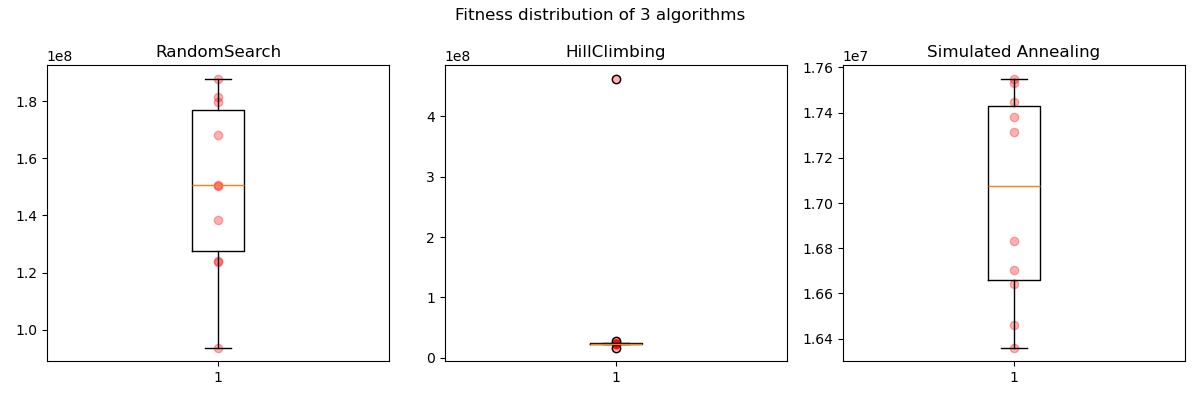 Fitness distribution of 3 algorithms
RandomSearch
1e8
1.8
1.6
1.4
1.2
1.0
1
HillClimbing
1e8
4
3
2
1
0
1
Simulated Annealing
1e7
1.76
1.74
1.72
1.70
1.68
1.66
1.64
1